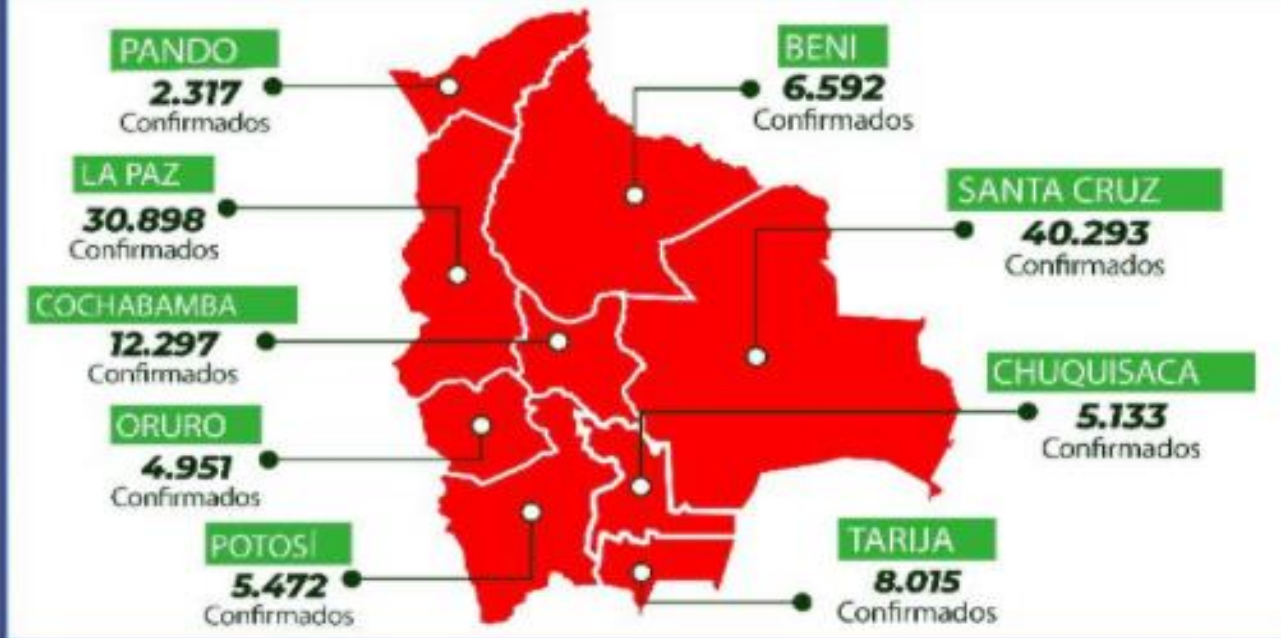 PANDO
2.317
Confirmados
LA PAZ
30.898
Confirmados
COCHABAMBA
12.297
Confirmados
ORURO
4.951
Confirmados
POTOSÍ
5.472
Confirmados
BENI
6.592
Confirmados
SANTA CRUZ
40.293
Confirmados
CHUQUISACA
5.133
Confirmados
TARIJA
8.015
Confirmados